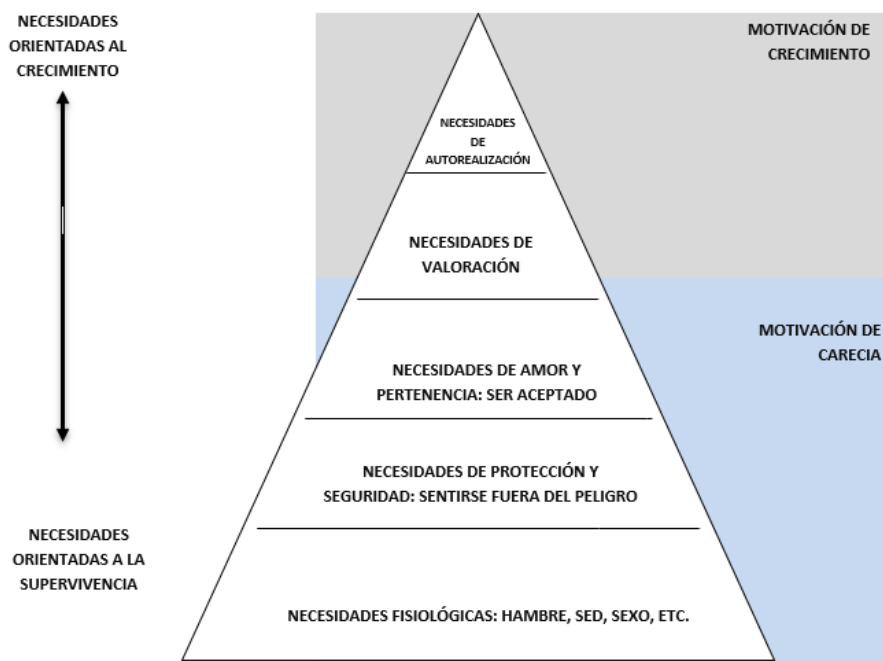 NECESIDADES
ORIENTADAS AL
CRECIMIENTO
MOTIVACIÓN DE
CRECIMIENTO
NECESIDADES
DE
AUTOREALIZACIÓN
NECESIDADES DE
VALORACIÓN
MOTIVACIÓN DE
CARECIA
NECESIDADES DE AMOR Y
PERTENENCIA: SER ACEPTADO
NECESIDADES DE PROTECCIÓN Y
SEGURIDAD: SENTIRSE FUERA DEL PELIGRO
NECESIDADES
ORIENTADAS A LA
SUPERVIVENCIA
NECESIDADES FISIOLÓGICAS: HAMBRE, SED, SEXO, ETC.